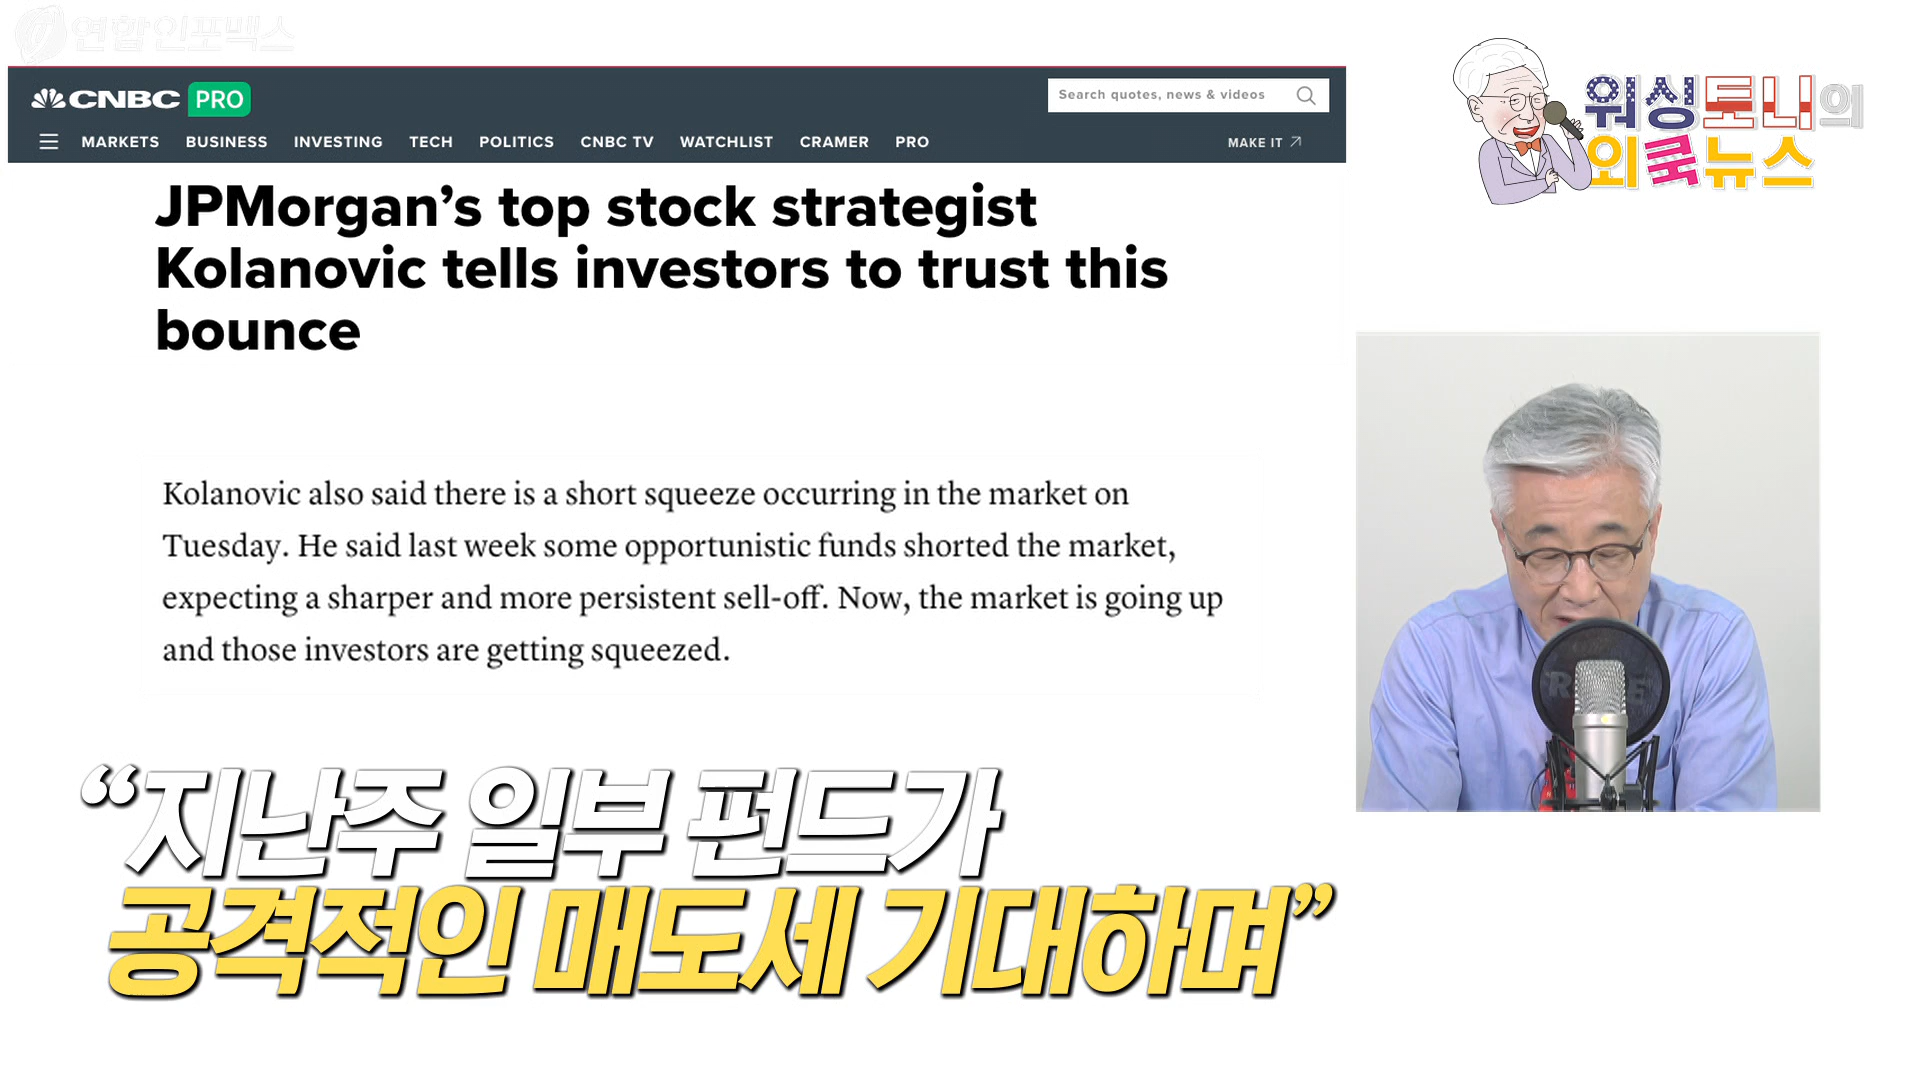 연합인포맥스
CNBC PRO
Search quotes, news & videos
MARKETS BUSINESS INVESTING TECH POLITICS CNBC TV WATCHLIST CRAMER PRO MAKE IT
워싱토니의
외쿡뉴스
JPMorgan’s top stock strategist
Kolanovic tells investors to trust this
bounce
Kolanovic also said there is a short squeeze occurring in the market on
Tuesday. He said last week some opportunistic funds shorted the market,
expecting a sharper and more persistent sell-off. Now, the market is going up
and those investors are getting squeezed.
“지난주 일부 펀드가
공격적인 매도세 기대하며”